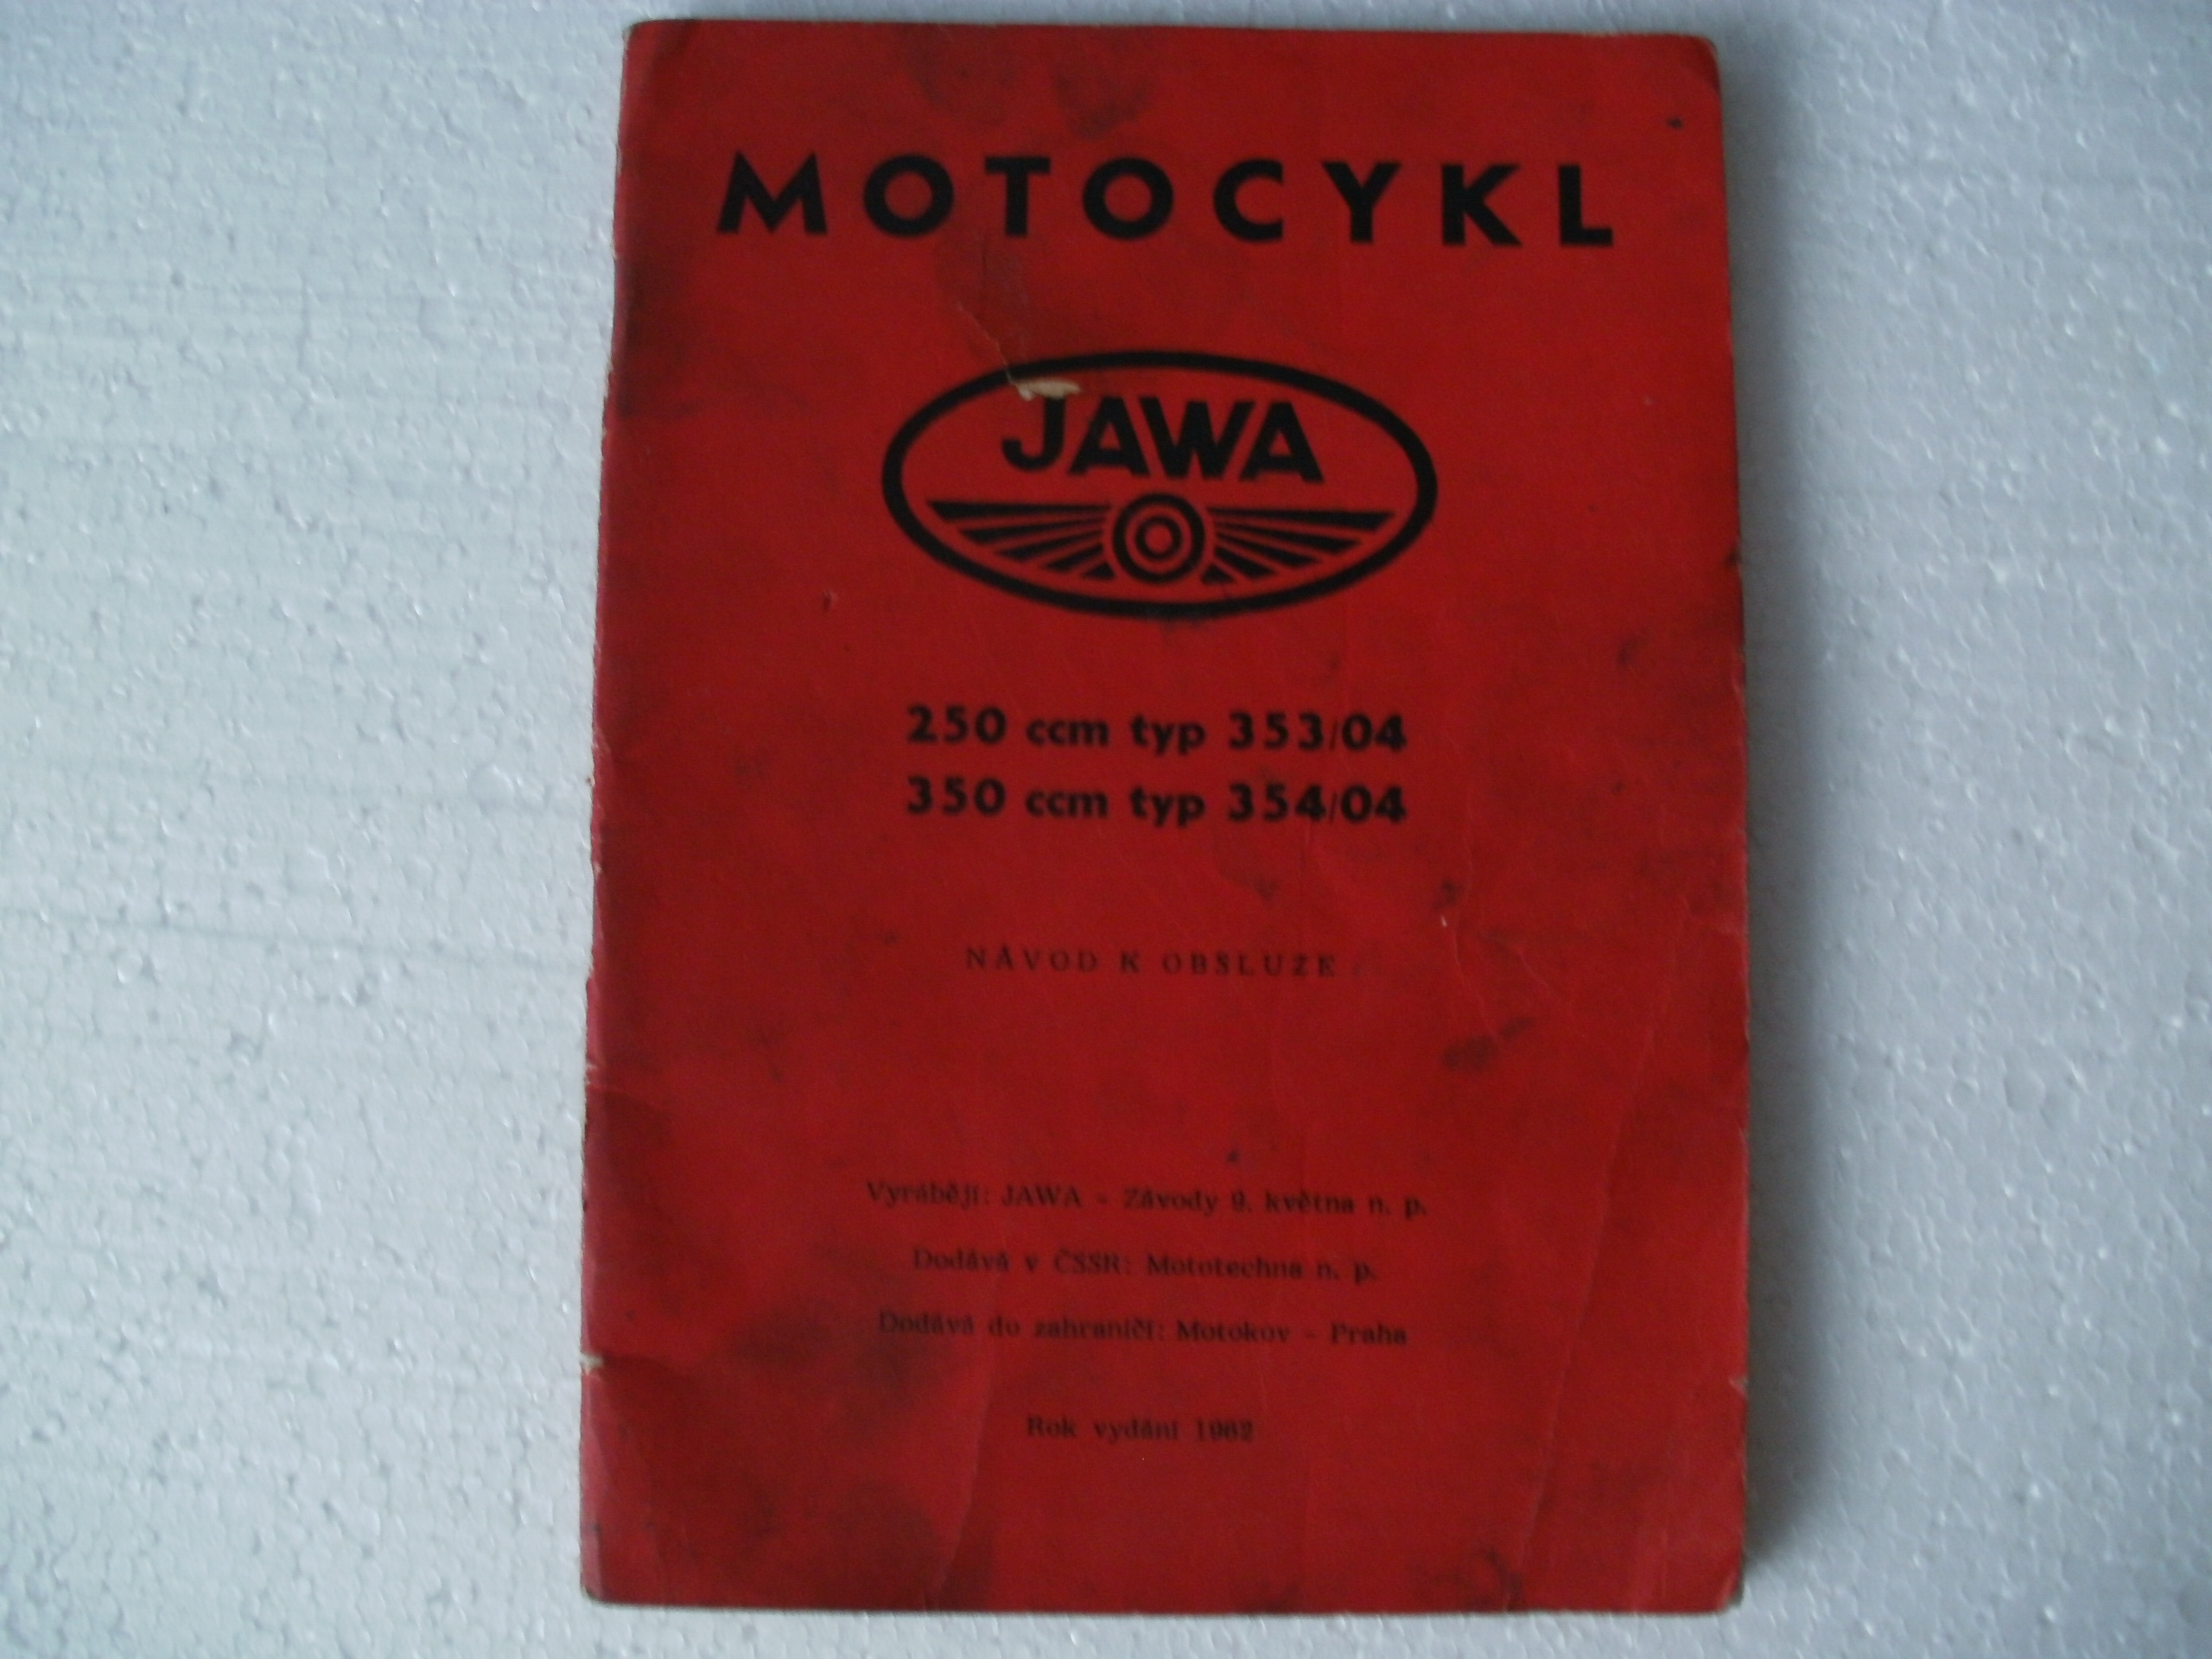 MOTOCYKL
JAWA
250 ccm typ 353/04
350 ccm typ 354/04
NÁVOD K OBSLUZE
Vyrábějí: JAWA - Závody 9. května n. p.
Dodává v ČSSR: Mototechna n. p.
Dodává do zahraničí: Motokov - Praha
Rok vydání 1962